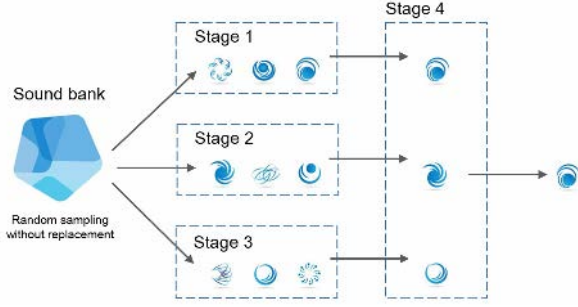 Stage 4
Stage 1
Sound bank
Stage 2
Random sampling
without replacement
Stage 3